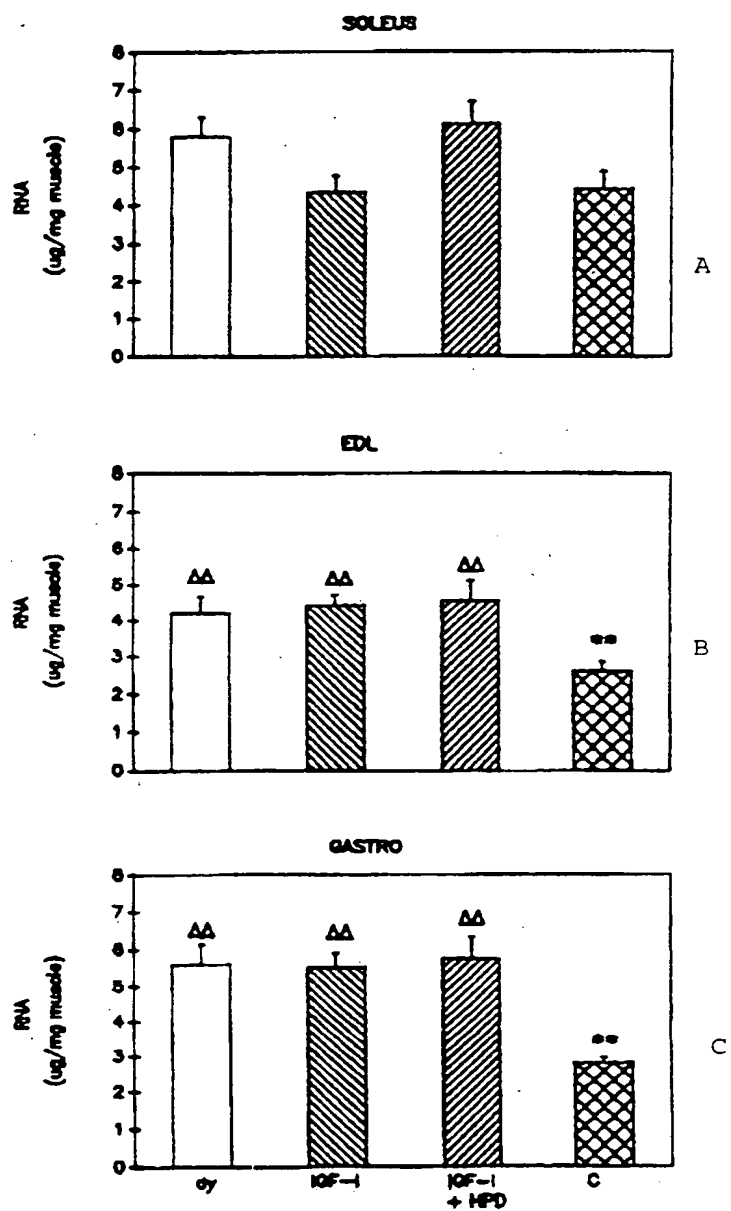 SOLEUS
8
7
6
5
4
3
2
1
0
RNA
(ug/mg muscle)
A
EDL
8
7
6
5
4
3
2
1
0
RNA
(ug/mg muscle)
ΔΔ
ΔΔ
ΔΔ
**
B
GASTRO
8
7
6
5
4
3
2
1
0
RNA
(ug/mg muscle)
ΔΔ
ΔΔ
ΔΔ
**
C
dy
IGF-I
IGF-I
+ HPD
C